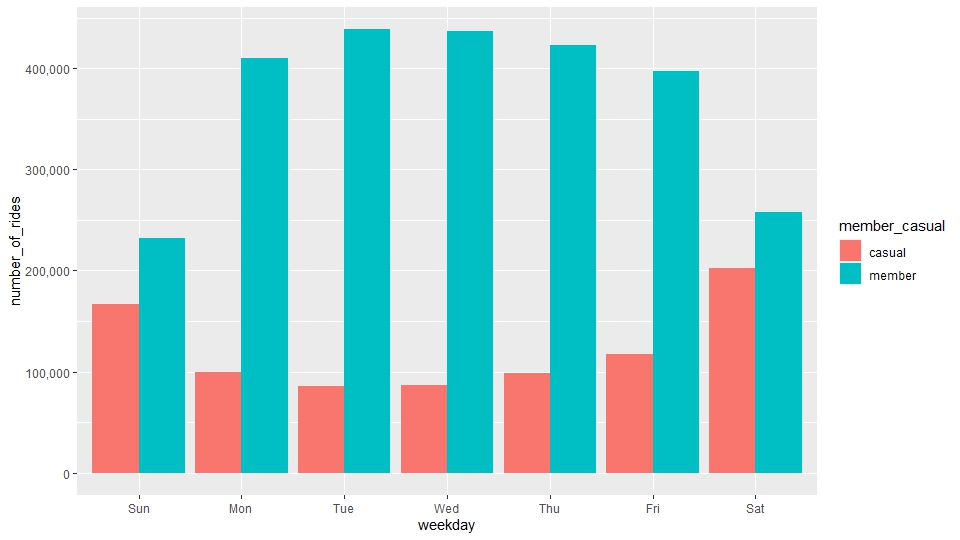 400,000
300,000
200,000
100,000
0
number_of_rides
Sun Mon Tue Wed Thu Fri Sat
weekday
member_casual
casual
member